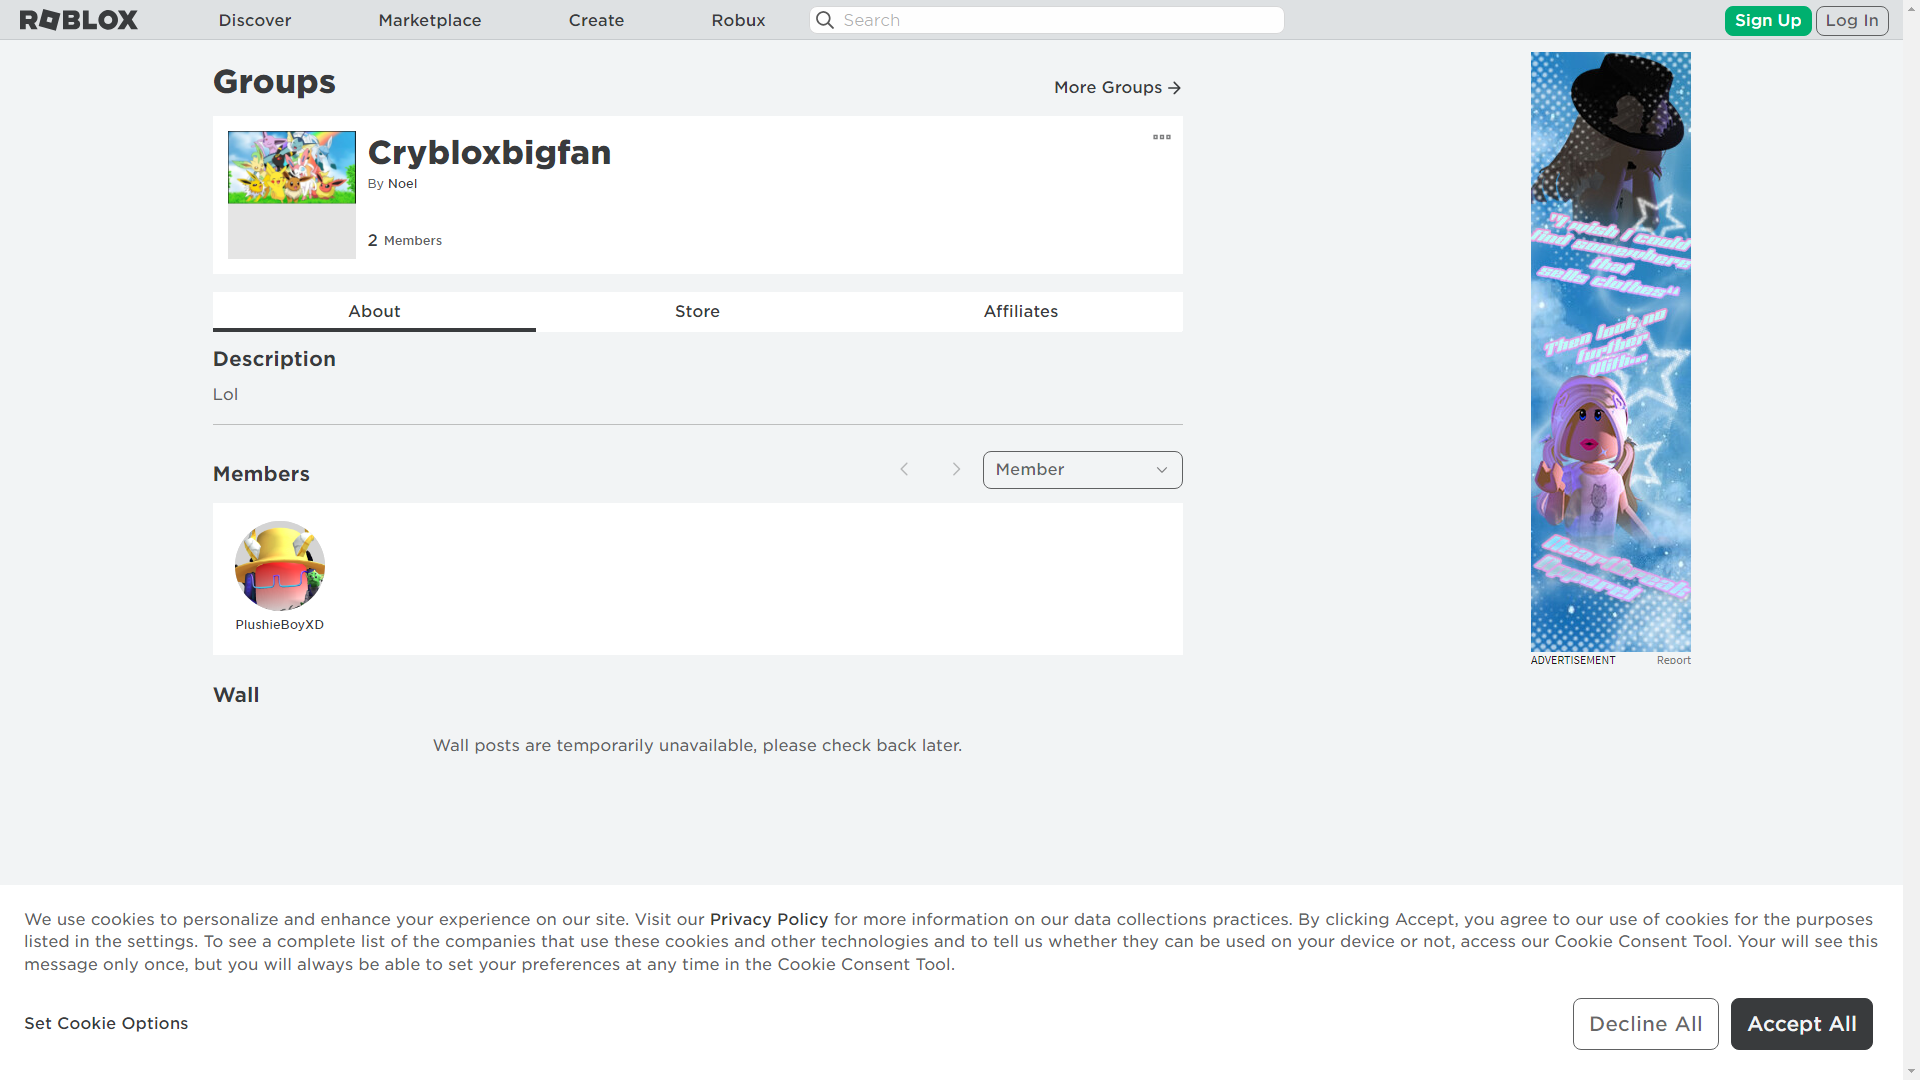 ROBLOX
Discover
Marketplace
Create
Robux
Search
Sign Up
Log In
Groups
More Groups
Crybloxbigfan
By Noel
2 Members
About
Store
Affiliates
Description
Lol
Members
Member
PlushieBoyXD
Wall
Wall posts are temporarily unavailable, please check back later.
"I wish I could
find somewhere
that
sells clothes"
Then look no
further
with...
ADVERTISEMENT
Report
We use cookies to personalize and enhance your experience on our site. Visit our Privacy Policy for more information on our data collections practices. By clicking Accept, you agree to our use of cookies for the purposes
listed in the settings. To see a complete list of the companies that use these cookies and other technologies and to tell us whether they can be used on your device or not, access our Cookie Consent Tool. Your will see this
message only once, but you will always be able to set your preferences at any time in the Cookie Consent Tool.
Set Cookie Options
Decline All
Accept All